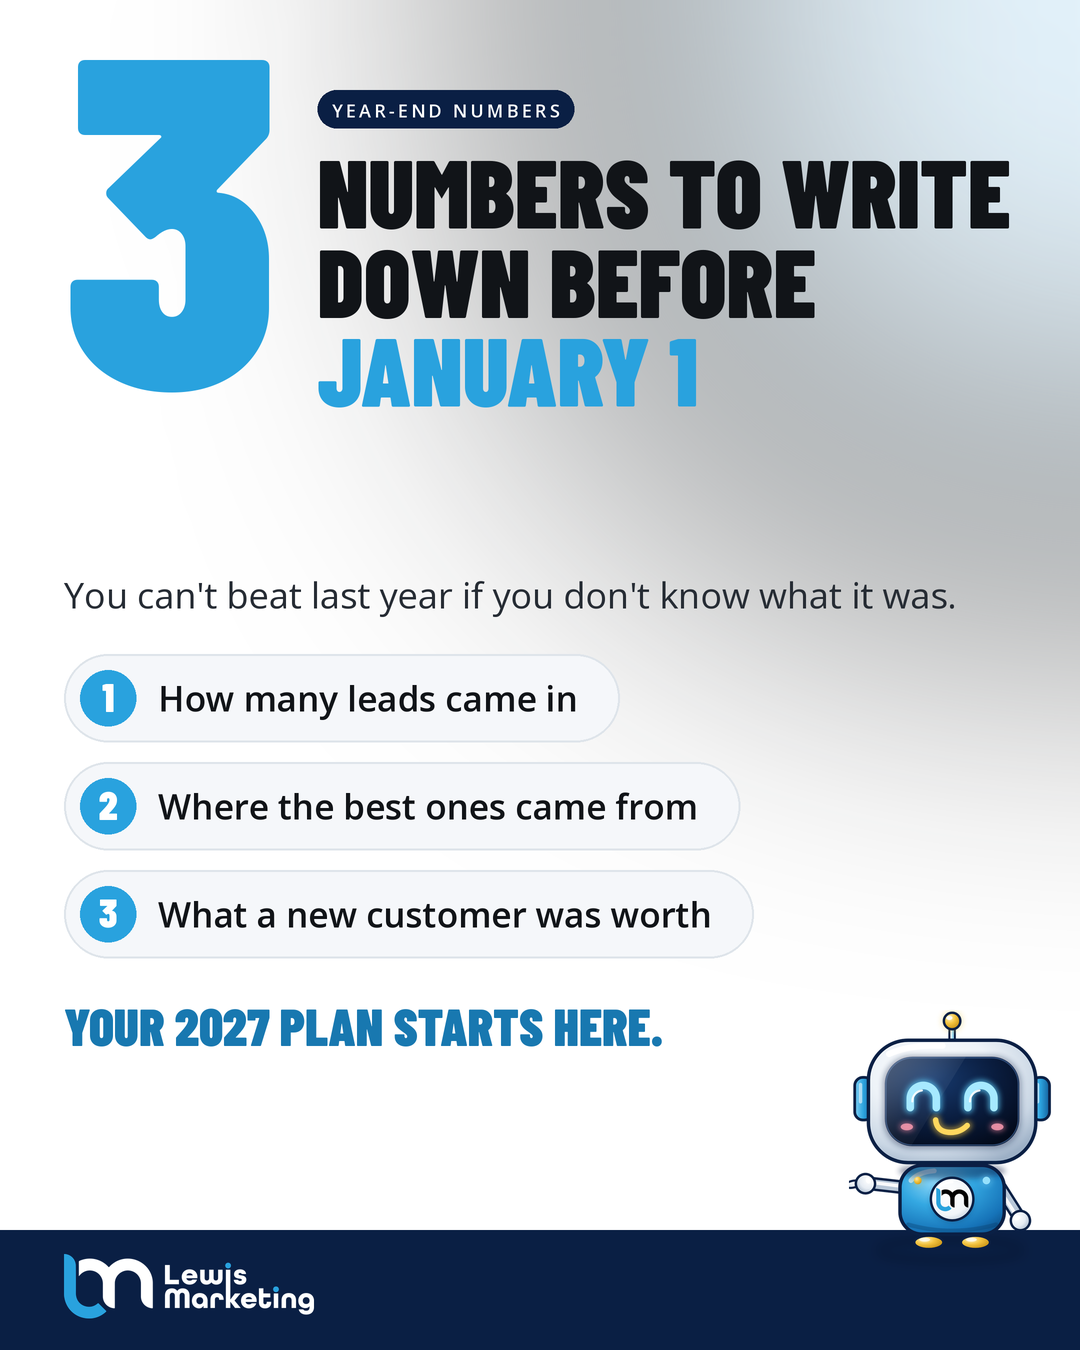 3
YEAR-END NUMBERS
NUMBERS TO WRITE
DOWN BEFORE
JANUARY 1
You can't beat last year if you don't know what it was.
1 How many leads came in
2 Where the best ones came from
3 What a new customer was worth
YOUR 2027 PLAN STARTS HERE.
lm
lm Lewis
Marketing